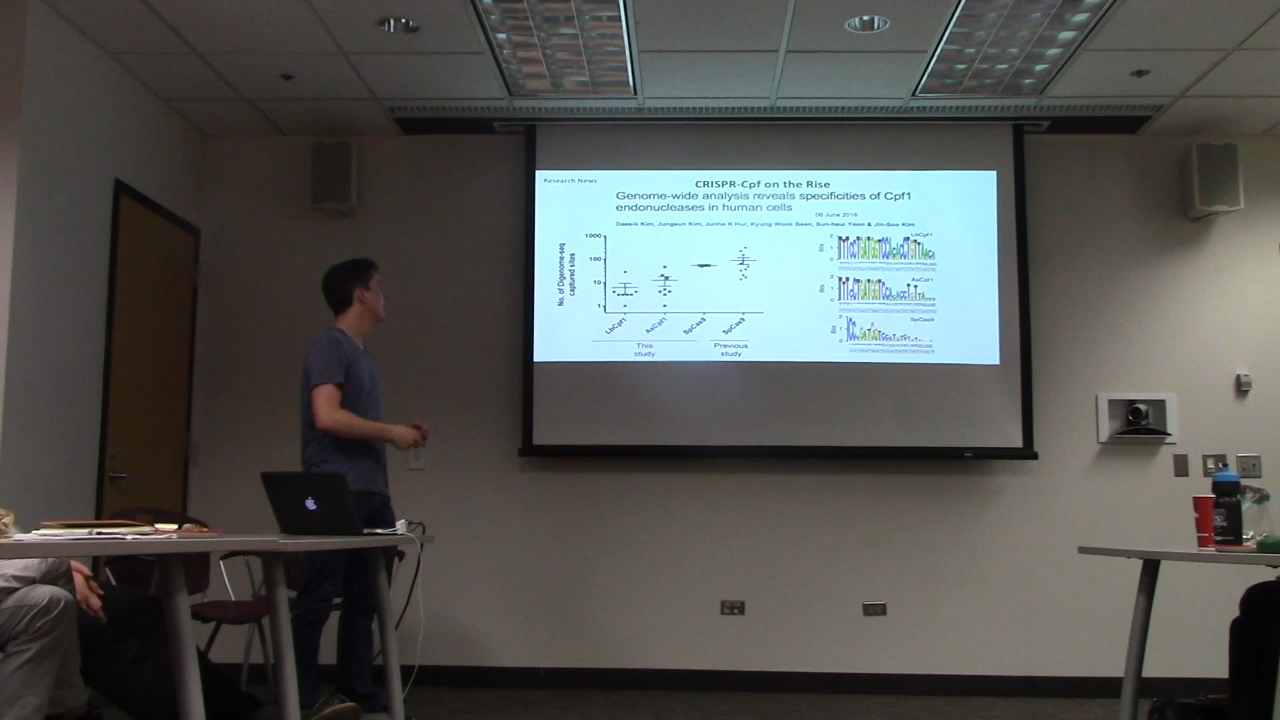 Research News
CRISPR-Cpf on the Rise
Genome-wide analysis reveals specificities of Cpf1
endonucleases in human cells
06 June 2016
Daesik Kim, Jungeun Kim, Junho K Hur, Kyung Wook Been, Sun-heui Yoon & Jin-Soo Kim
No. of Digenome-seq
captured sites
1000
100
10
1
LbCpf1
AsCpf1
SpCas9
SpCas9
This
study
Previous
study
LbCpf1
AsCpf1
SpCas9